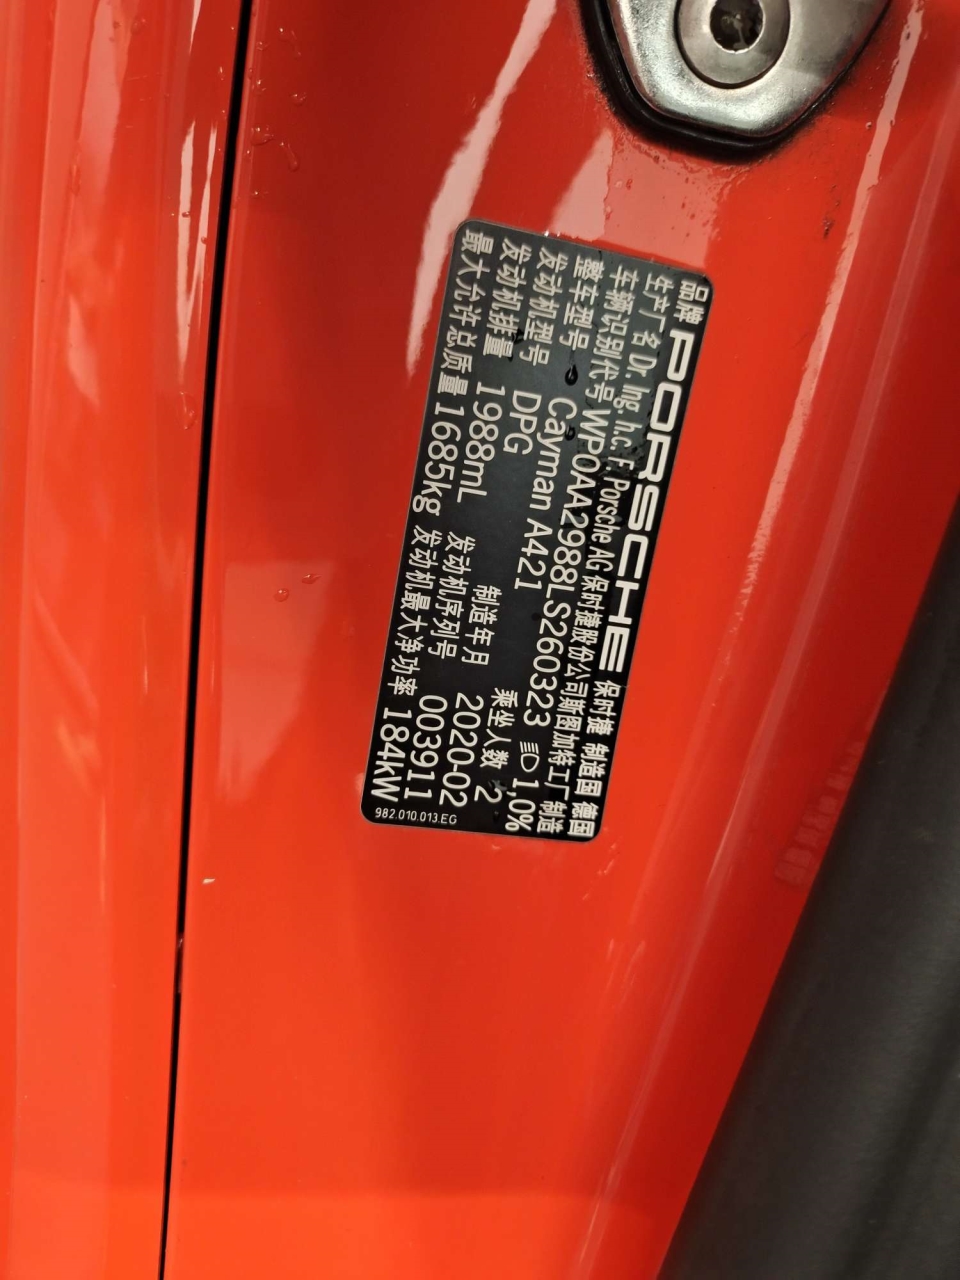 品牌 PORSCHE 保时捷 制造国 德国
生产厂名 Dr. Ing. h.c. F. Porsche AG 保时捷股份公司斯图加特工厂制造
车辆识别代号 WP0AA2988LS260323 1,0%
整车型号 Cayman A421 乘坐人数 2
发动机型号 DPG 制造年月 2020-02
发动机排量 1988mL 发动机序列号 003911
最大允许总质量 1685kg 发动机最大净功率 184kW
982.010.013.EG